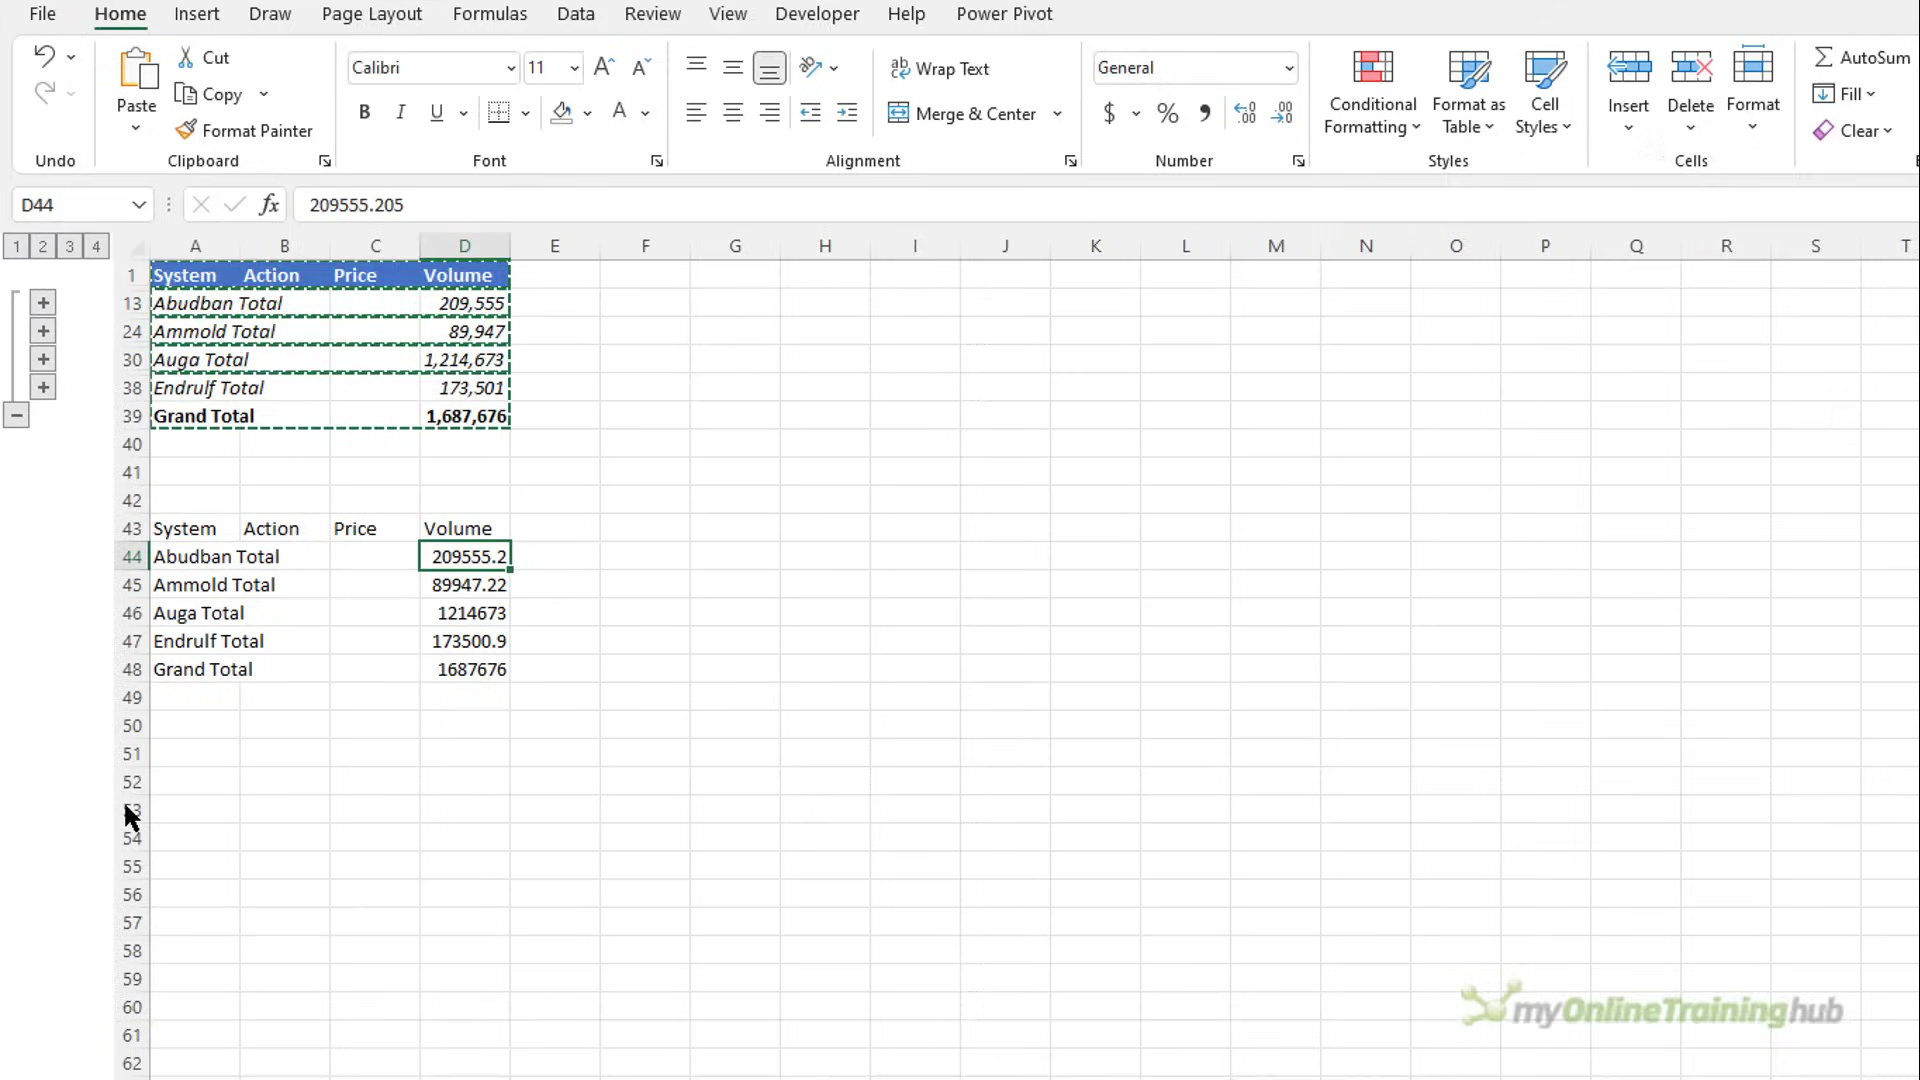 File Home Insert Draw Page Layout Formulas Data Review View Developer Help Power Pivot
Cut Calibri 11 Wrap Text General AutoSum
Paste Copy Conditional Formatting Format as Table Cell Styles Insert Delete Format Fill
Format Painter B I U A Merge & Center $ % Clear
Undo Clipboard Font Alignment Number Styles Cells
D44 fx 209555.205
1 2 3 4 A B C D E F G H I J K L M N O P Q R S T
1 System Action Price Volume
13 Abudban Total 209,555
24 Ammold Total 89,947
30 Auga Total 1,214,673
38 Endrulf Total 173,501
39 Grand Total 1,687,676
40
41
42
43 System Action Price Volume
44 Abudban Total 209555.2
45 Ammold Total 89947.22
46 Auga Total 1214673
47 Endrulf Total 173500.9
48 Grand Total 1687676
49
50
51
52
54
55
56
57
58
59
60
myOnlineTraininghub
61
62